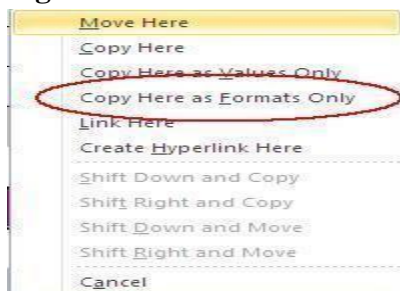 Move Here
Copy Here
Copy Here as Values Only
Copy Here as Formats Only
Link Here
Create Hyperlink Here
Shift Down and Copy
Shift Right and Copy
Shift Down and Move
Shift Right and Move
Cancel